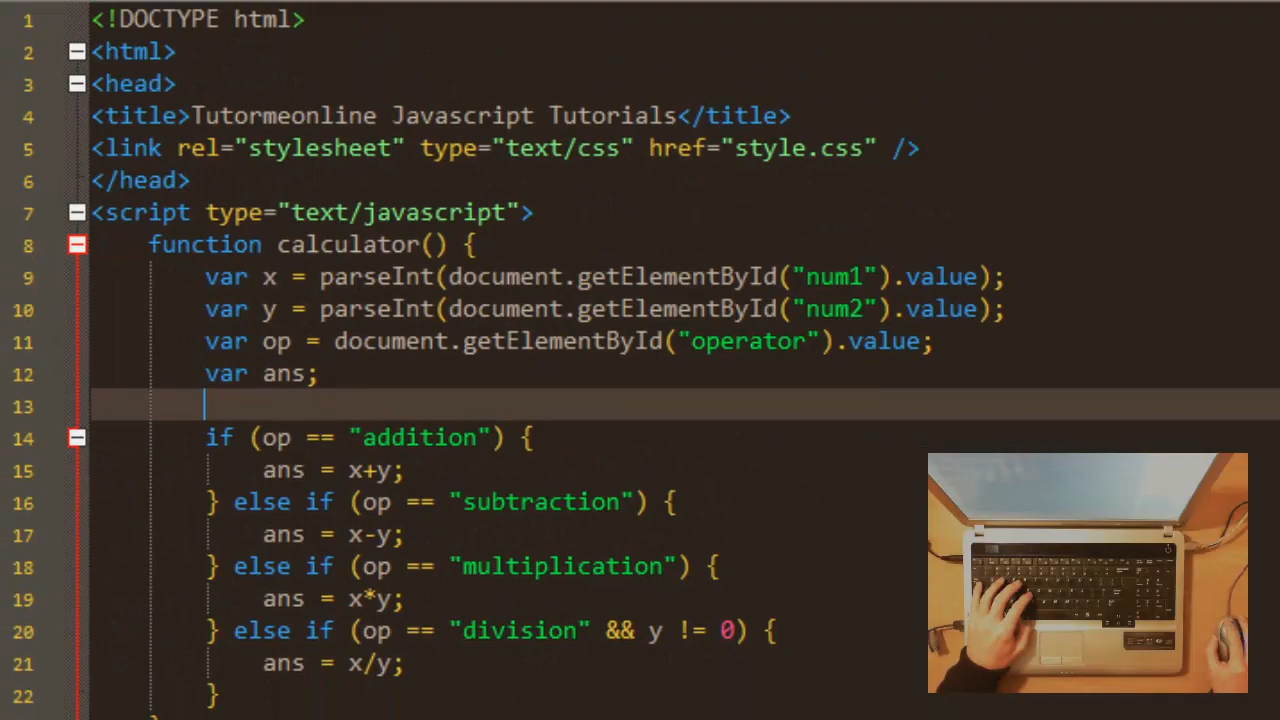 1 <!DOCTYPE html>
2 <html>
3 <head>
4 <title>Tutormeonline Javascript Tutorials</title>
5 <link rel="stylesheet" type="text/css" href="style.css" />
6 </head>
7 <script type="text/javascript">
8 function calculator() {
9 var x = parseInt(document.getElementById("num1").value);
10 var y = parseInt(document.getElementById("num2").value);
11 var op = document.getElementById("operator").value;
12 var ans;
13
14 if (op == "addition") {
15 ans = x+y;
16 } else if (op == "subtraction") {
17 ans = x-y;
18 } else if (op == "multiplication") {
19 ans = x*y;
20 } else if (op == "division" && y != 0) {
21 ans = x/y;
22 }